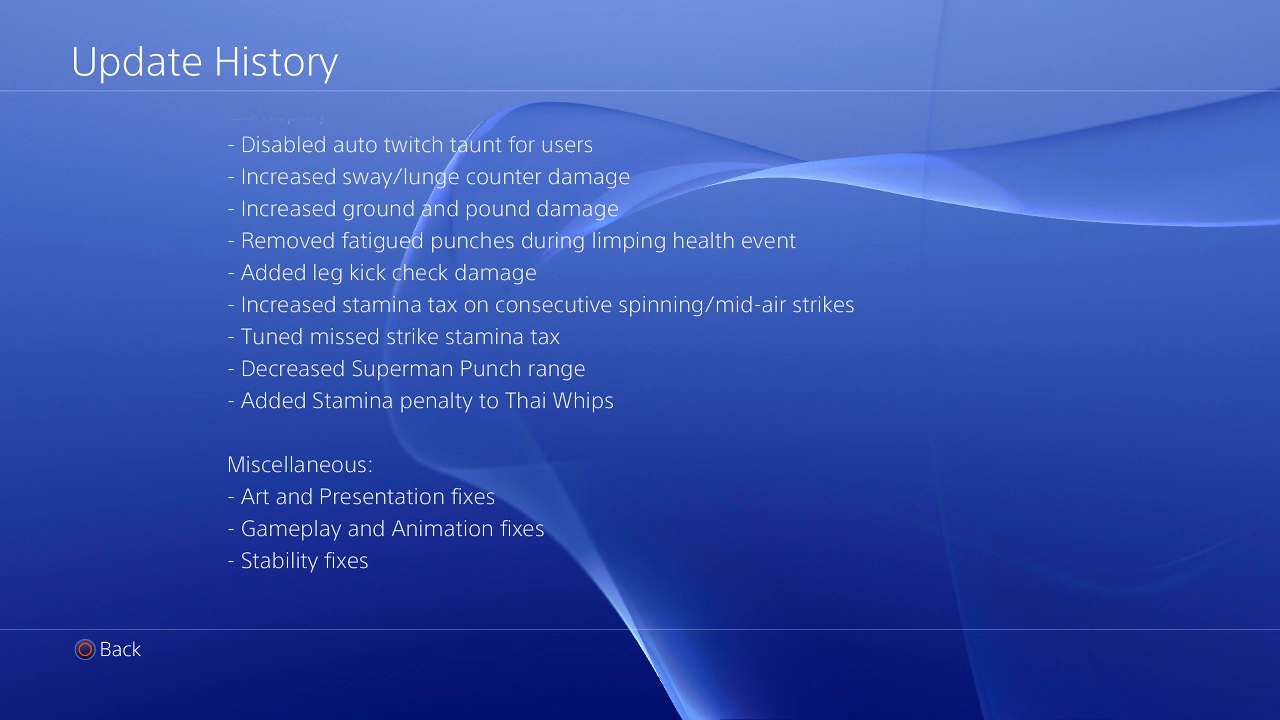 Update History
- Disabled auto twitch taunt for users
- Increased sway/lunge counter damage
- Increased ground and pound damage
- Removed fatigued punches during limping health event
- Added leg kick check damage
- Increased stamina tax on consecutive spinning/mid-air strikes
- Tuned missed strike stamina tax
- Decreased Superman Punch range
- Added Stamina penalty to Thai Whips
Miscellaneous:
- Art and Presentation fixes
- Gameplay and Animation fixes
- Stability fixes
Back